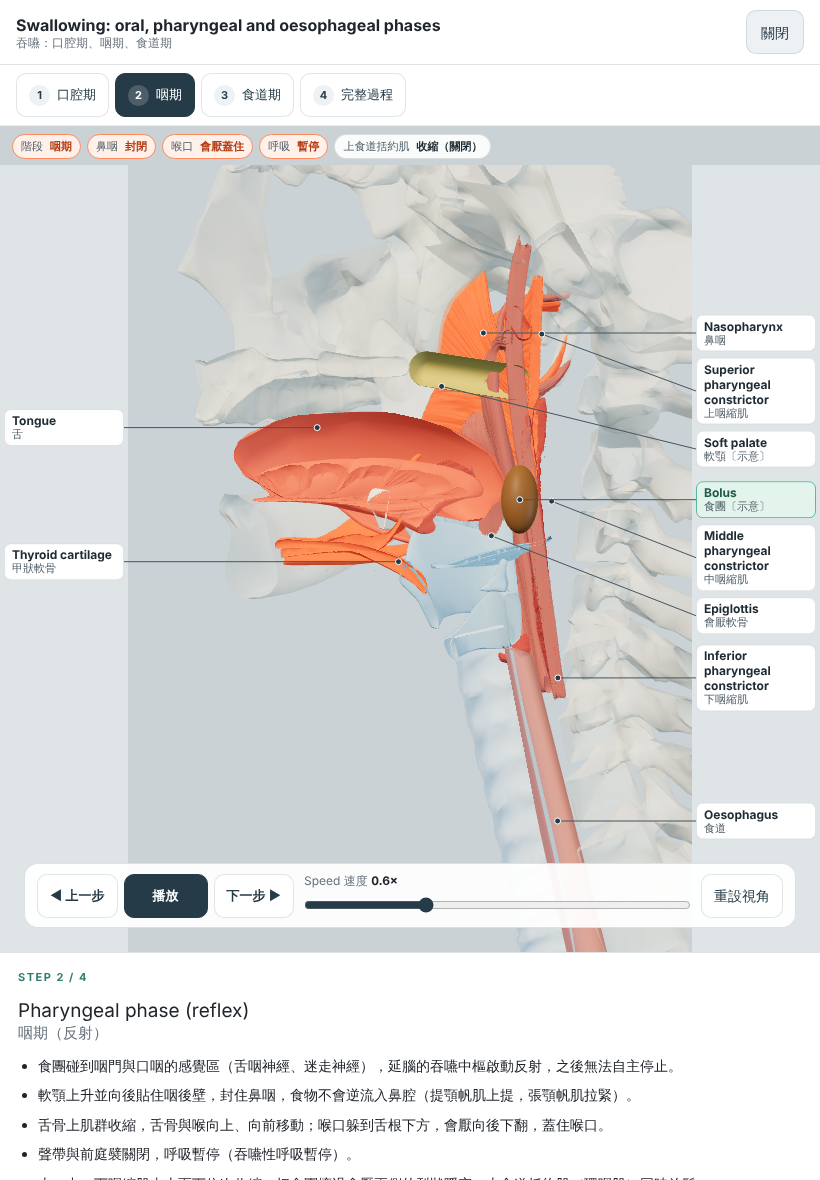 Swallowing: oral, pharyngeal and oesophageal phases
吞嚥：口腔期、咽期、食道期
關閉
1 口腔期
2 咽期
3 食道期
4 完整過程
階段 咽期
鼻咽 封閉
喉口 會厭蓋住
呼吸 暫停
上食道括約肌 收縮（關閉）
Nasopharynx
鼻咽
Superior
pharyngeal
constrictor
上咽縮肌
Soft palate
軟顎〔示意〕
Tongue
舌
Bolus
食團〔示意〕
Middle
pharyngeal
constrictor
中咽縮肌
Thyroid cartilage
甲狀軟骨
Epiglottis
會厭軟骨
Inferior
pharyngeal
constrictor
下咽縮肌
Oesophagus
食道
◀ 上一步
播放
下一步 ▶
Speed 速度 0.6×
重設視角
STEP 2 / 4
Pharyngeal phase (reflex)
咽期（反射）
食團碰到咽門與口咽的感覺區（舌咽神經、迷走神經），延腦的吞嚥中樞啟動反射，之後無法自主停止。
軟顎上升並向後貼住咽後壁，封住鼻咽，食物不會逆流入鼻腔（提顎帆肌上提，張顎帆肌拉緊）。
舌骨上肌群收縮，舌骨與喉向上、向前移動；喉口躲到舌根下方，會厭向後下翻，蓋住喉口。
聲帶與前庭襞關閉，呼吸暫停（吞嚥性呼吸暫停）。